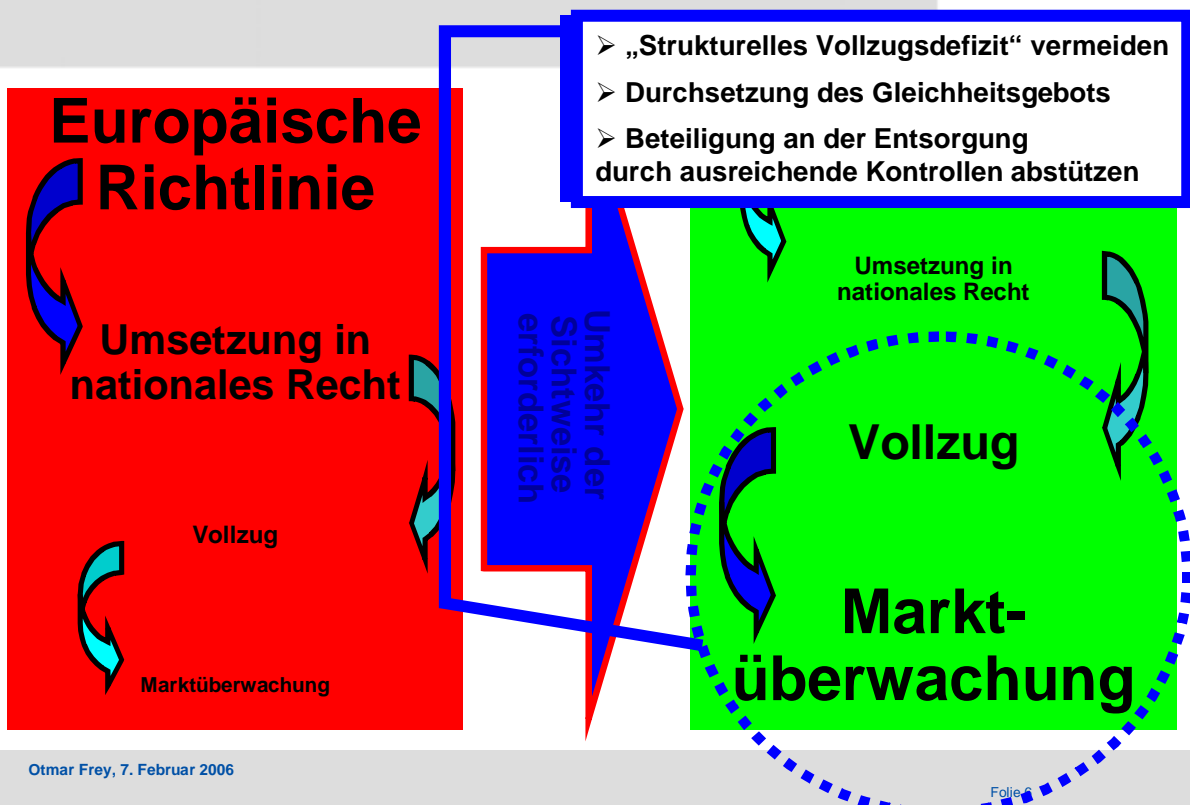 ➢ „Strukturelles Vollzugsdefizit“ vermeiden
➢ Durchsetzung des Gleichheitsgebots
➢ Beteiligung an der Entsorgung
durch ausreichende Kontrollen abstützen
Europäische
Richtlinie
Umsetzung in
nationales Recht
Vollzug
Marktüberwachung
Umkehr der
Sichtweise
erforderlich
Umsetzung in
nationales Recht
Vollzug
Markt-
überwachung
Otmar Frey, 7. Februar 2006
Folie 6